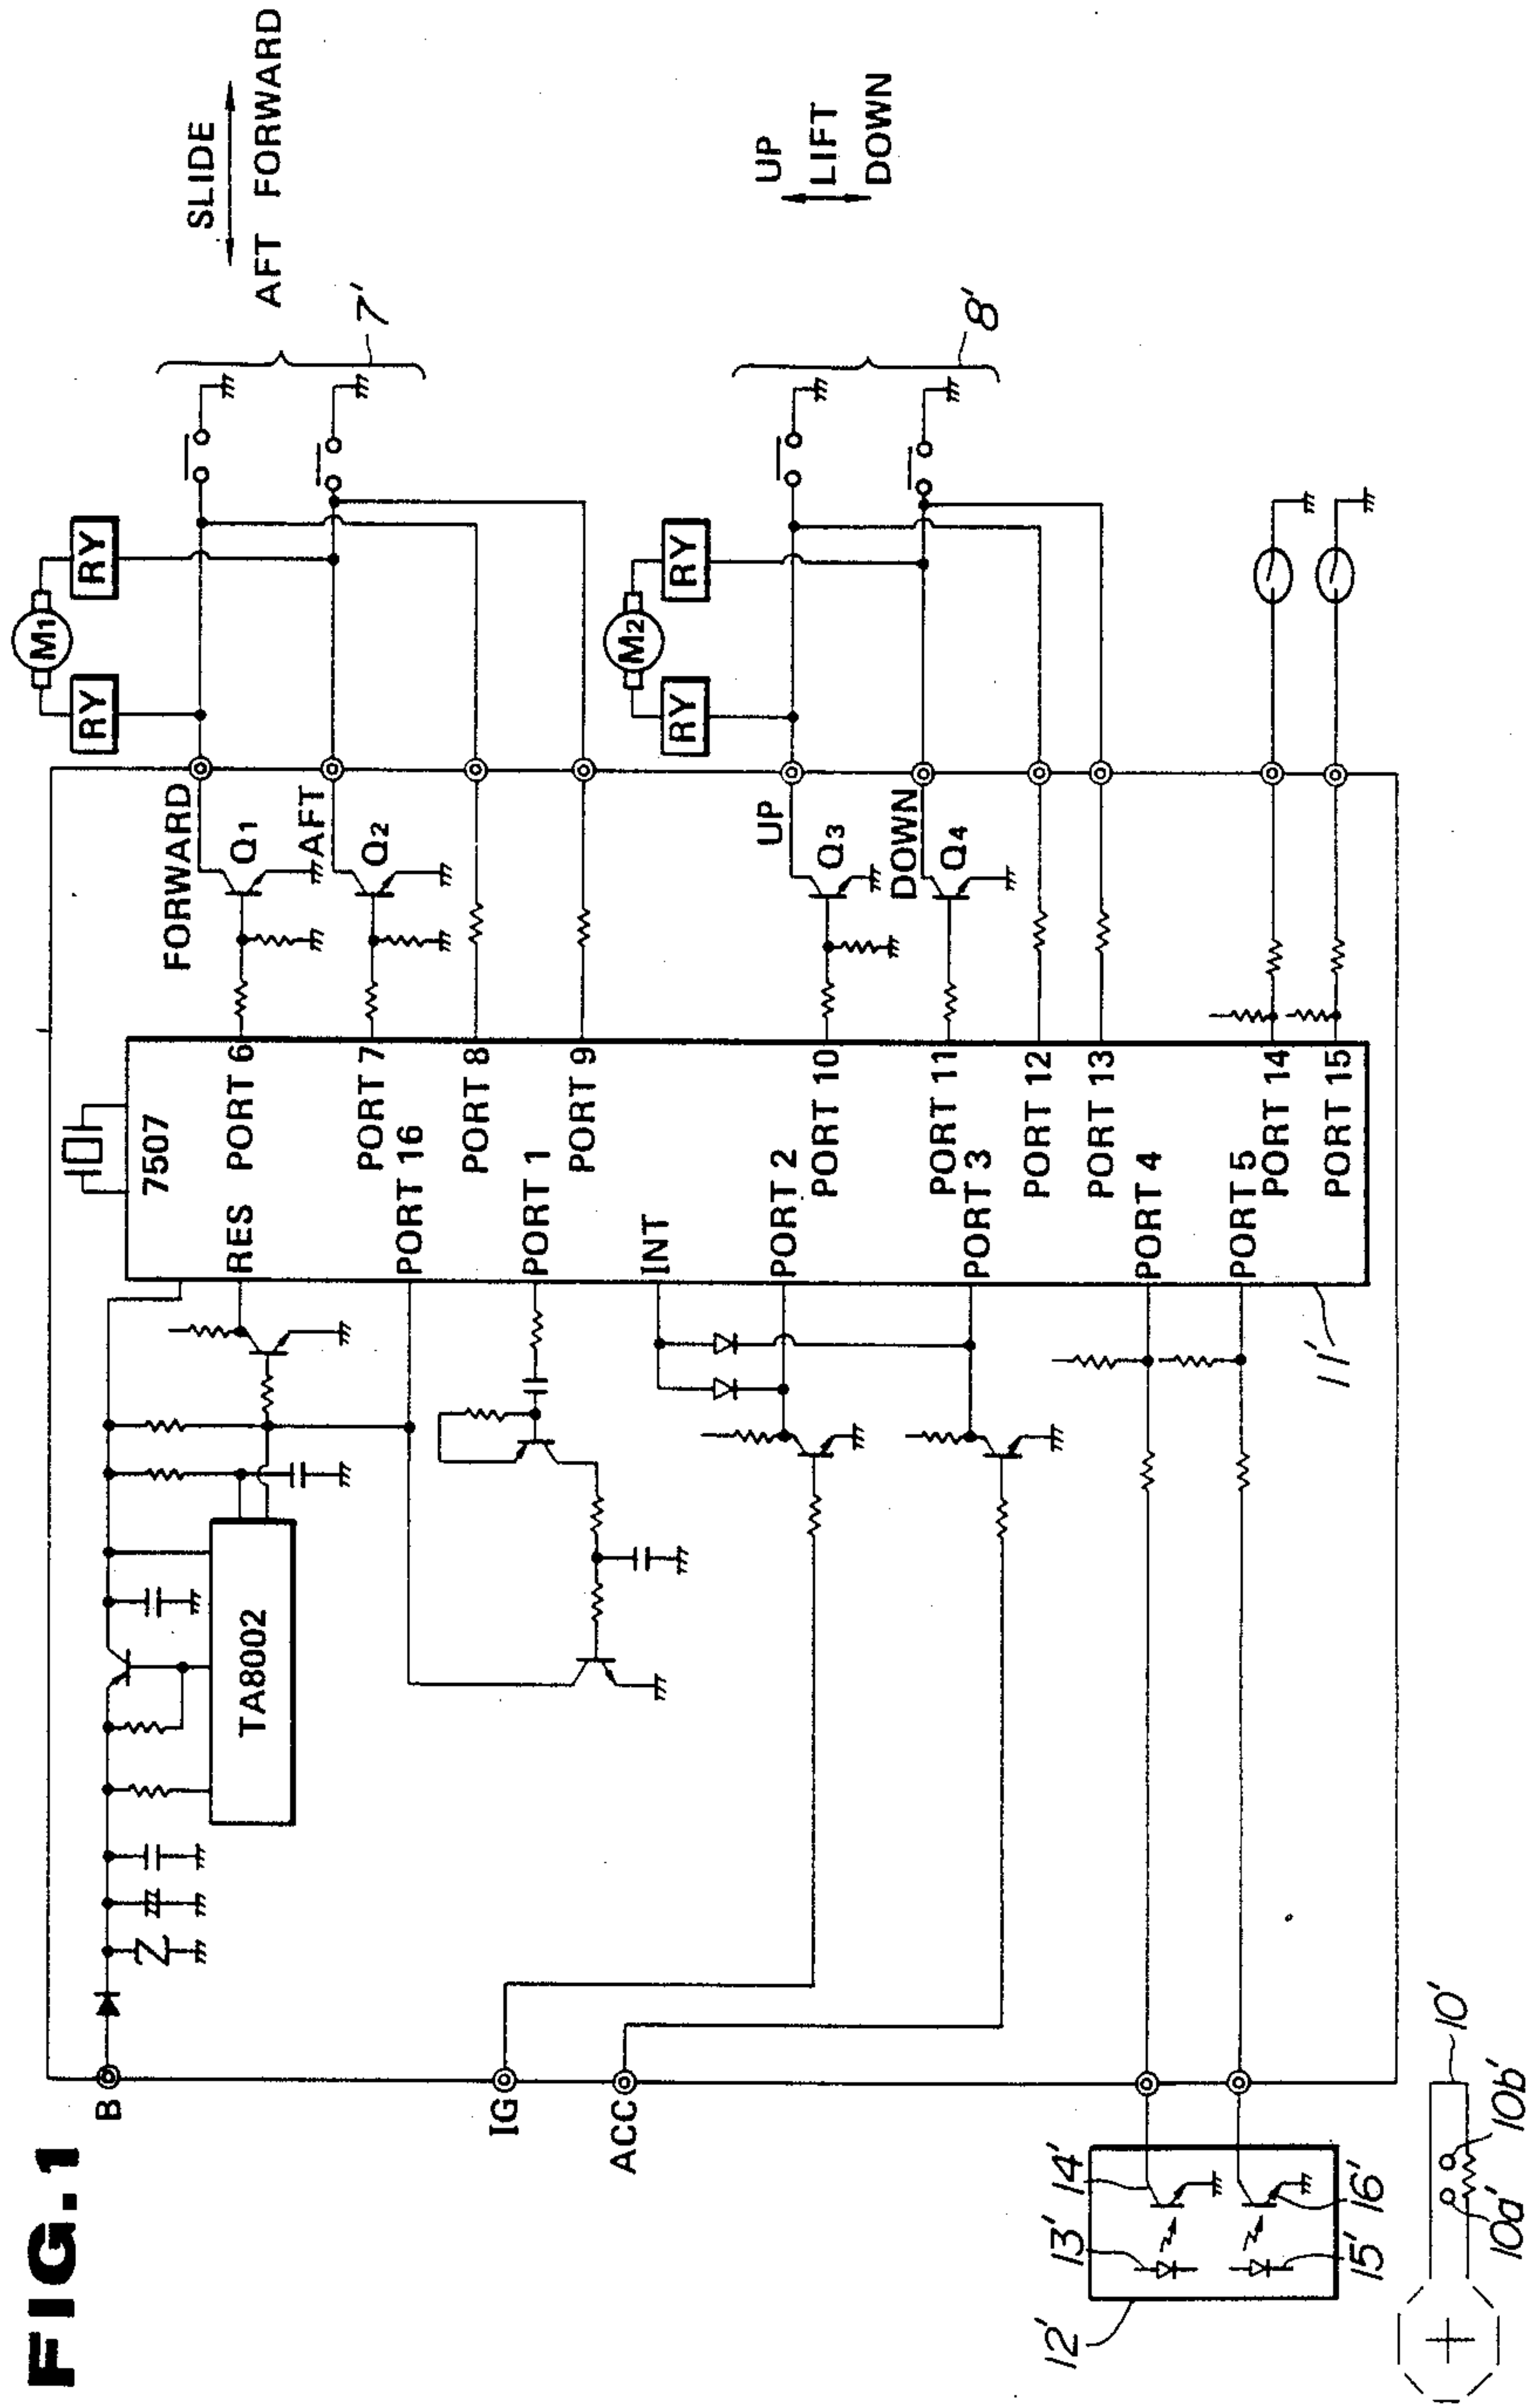 FIG.1
B
IG
ACC
TA8002
7507
RES
PORT 16
PORT 1
INT
PORT 2
PORT 3
PORT 4
PORT 5
PORT 6
PORT 7
PORT 8
PORT 9
PORT 10
PORT 11
PORT 12
PORT 13
PORT 14
PORT 15
11'
FORWARD
Q1
AFT
Q2
UP
Q3
DOWN
Q4
RY
M1
RY
RY
M2
RY
7'
8'
SLIDE
AFT FORWARD
UP
LIFT
DOWN
12'
13'
14'
15'
16'
10'
10a'
10b'